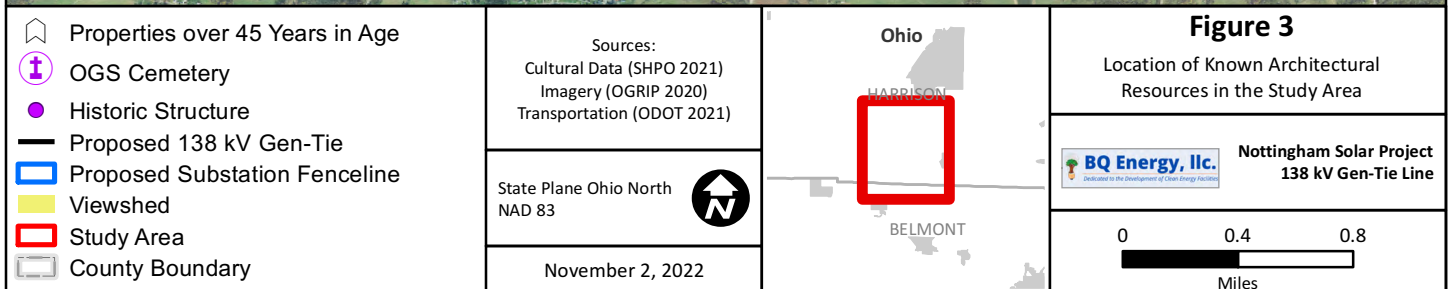 Properties over 45 Years in Age
OGS Cemetery
Historic Structure
Proposed 138 kV Gen-Tie
Proposed Substation Fenceline
Viewshed
Study Area
County Boundary
Sources:
Cultural Data (SHPO 2021)
Imagery (OGRIP 2020)
Transportation (ODOT 2021)
State Plane Ohio North
NAD 83
N
November 2, 2022
Ohio
HARRISON
BELMONT
Figure 3
Location of Known Architectural
Resources in the Study Area
BQ Energy, llc.
Dedicated to the Development of Clean Energy Facilities
Nottingham Solar Project
138 kV Gen-Tie Line
0 0.4 0.8
Miles